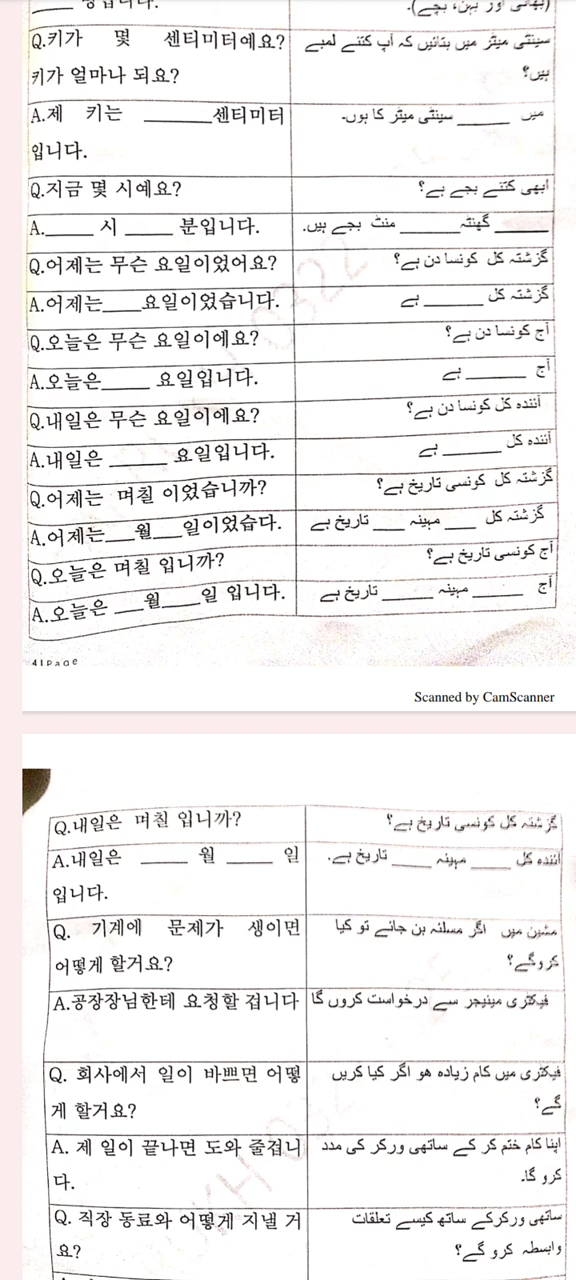 (بھائی اور بہن، بچے).
Q.키가 몇 센티미터에요?
키가 얼마나 되요?
سینٹی میٹر میں بتائیں کہ آپ کتنے لمبے
ہیں؟
A.제 키는 ______센티미터
입니다.
میں ______ سینٹی میٹر کا ہوں۔
Q.지금 몇 시예요?
ابھی کتنے بجے ہے؟
A._____ 시 _____ 분입니다.
______ گھنٹہ ______ منٹ بجے ہیں.
Q.어제는 무슨 요일이었어요?
گزشتہ کل کونسا دن ہے؟
A.어제는____요일이었습니다.
گزشتہ کل ______ ہے
Q.오늘은 무슨 요일이에요?
آج کونسا دن ہے؟
A.오늘은_____ 요일입니다.
آج ______ ہے
Q.내일은 무슨 요일이에요?
آئندہ کل کونسا دن ہے؟
A.내일은 ______ 요일입니다.
آئندہ کل ______ ہے
Q.어제는 며칠 이었습니까?
گزشتہ کل کونسی تاریخ ہے؟
A.어제는___월___일이었습다.
گزشتہ کل ___ مہینہ ___ تاریخ ہے
Q.오늘은 며칠 입니까?
آج کونسی تاریخ ہے؟
A.오늘은 ___월____일 입니다.
آج _____ مہینہ _____ تاریخ ہے
4|Page
Scanned by CamScanner
Q.내일은 며칠 입니까?
گزشتہ کل کونسی تاریخ ہے؟
A.내일은 _____ 월 _____ 일
입니다.
آئندہ کل ____ مہینہ ____ تاریخ ہے.
Q. 기계에 문제가 생이면
어떻게 할거요?
مشین میں اگر مسئلہ بن جائے تو کیا
کروگے؟
A.공장장님한테 요청할 겁니다
فیکٹری مینیجر سے درخواست کروں گا
Q. 회사에서 일이 바쁘면 어떻
게 할거요?
فیکٹری میں کام زیادہ ھو اگر کیا کریں
گے؟
A. 제 일이 끝나면 도와 줄겁니
다.
اپنا کام ختم کر کے ساتھی ورکر کی مدد
کرو گا.
Q. 직장 동료와 어떻게 지낼 거
요?
ساتھی ورکرکے ساتھ کیسے تعلقات
وابسطہ کرو گے؟